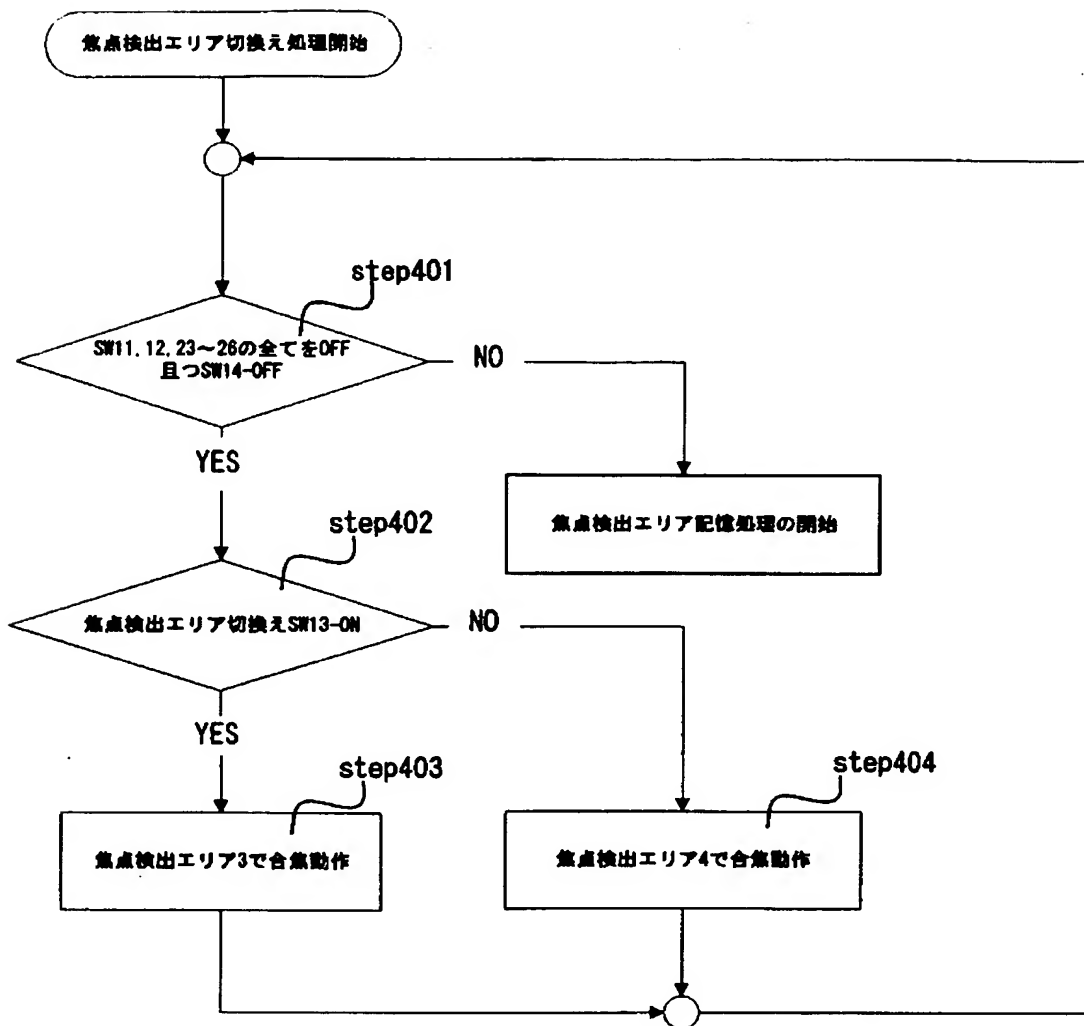 焦点検出エリア切換え処理開始
step401
SW11,12,23～26の全てをOFF
且つSW14-OFF
NO
YES
焦点検出エリア記憶処理の開始
step402
焦点検出エリア切換えSW13-ON
NO
YES
step403
step404
焦点検出エリア3で合焦動作
焦点検出エリア4で合焦動作